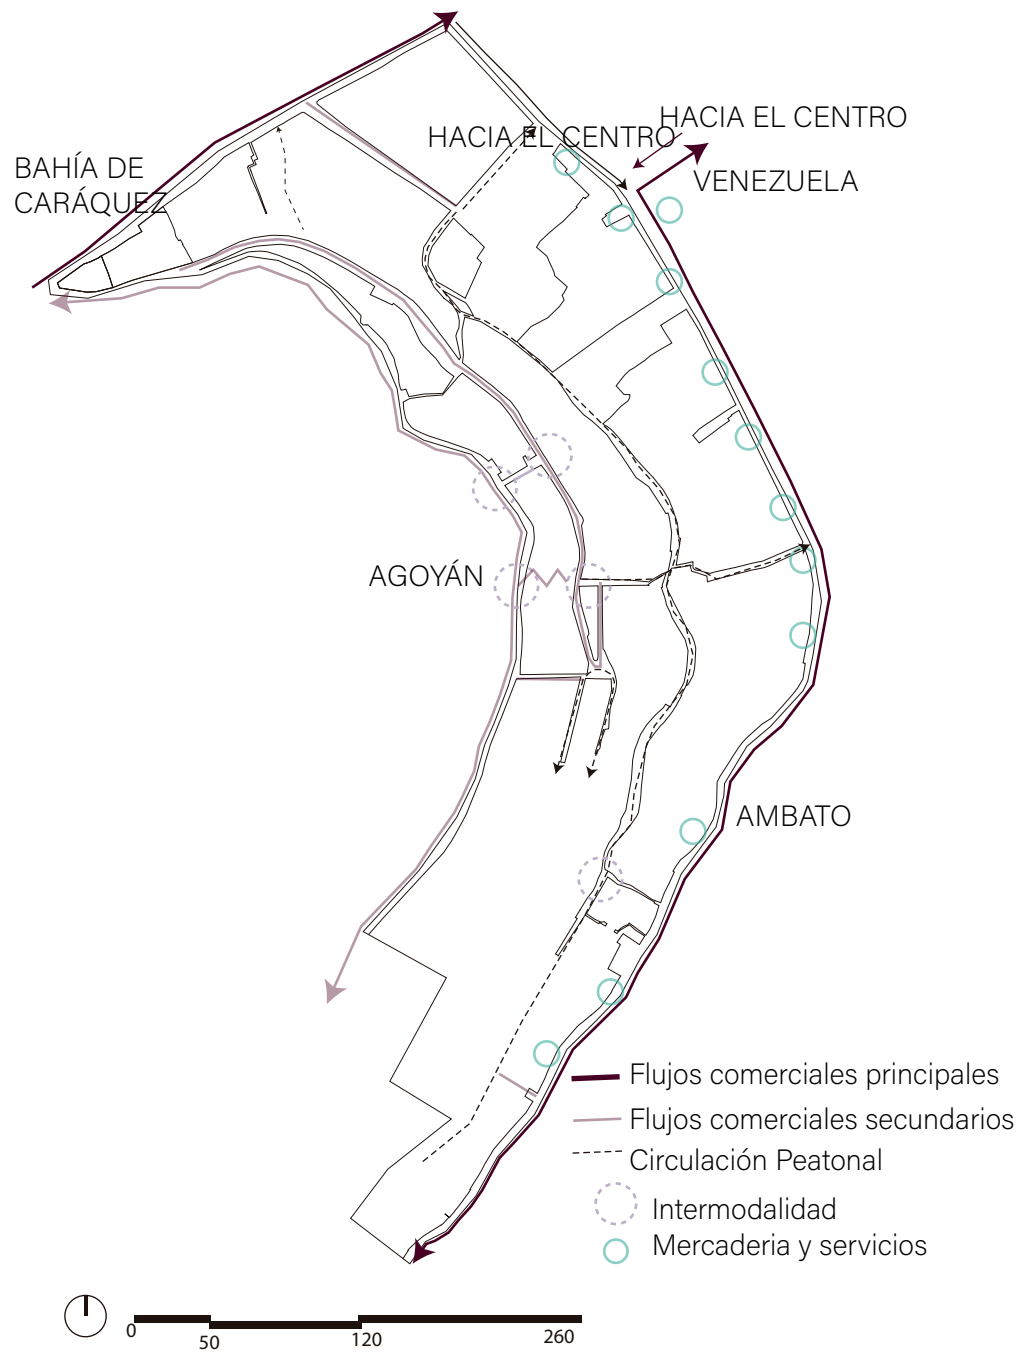 HACIA EL CENTRO
HACIA EL CENTRO
BAHÍA DE
CARÁQUEZ
VENEZUELA
AGOYÁN
AMBATO
Flujos comerciales principales
Flujos comerciales secundarios
Circulación Peatonal
Intermodalidad
Mercaderia y servicios
0
50
120
260